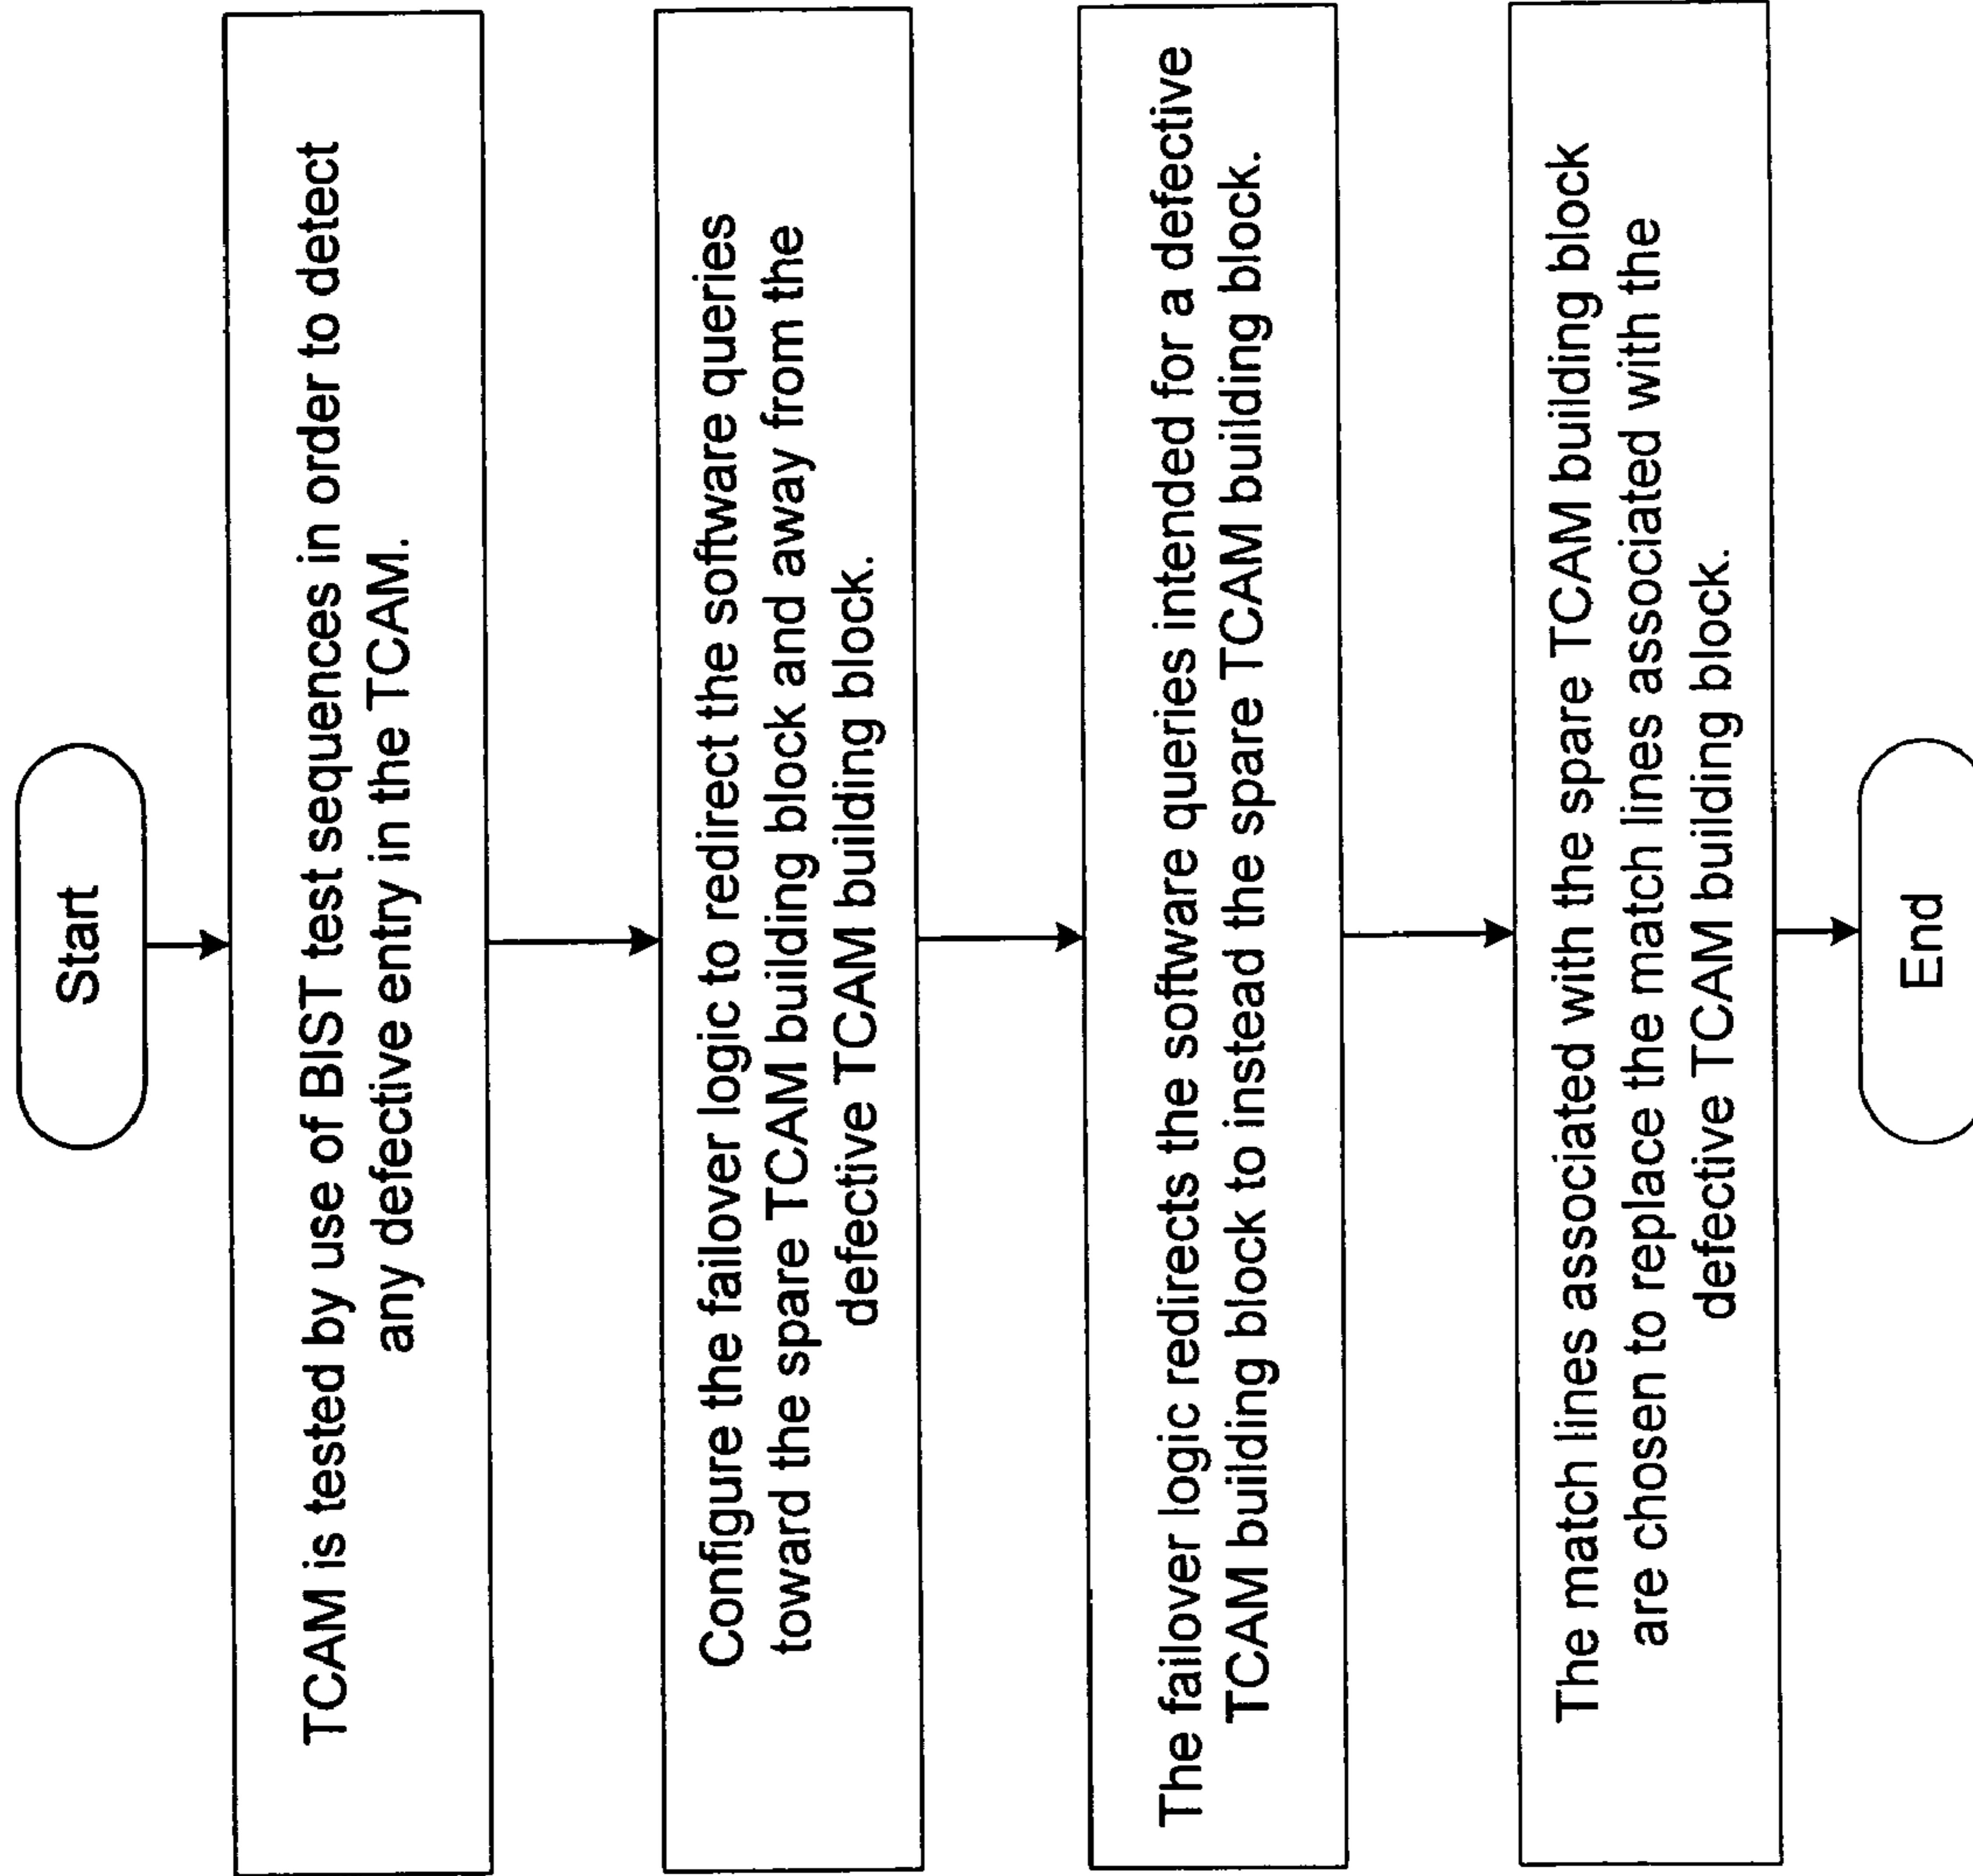 Start
TCAM is tested by use of BIST test sequences in order to detect
any defective entry in the TCAM.
Configure the failover logic to redirect the software queries
toward the spare TCAM building block and away from the
defective TCAM building block.
The failover logic redirects the software queries intended for a defective
TCAM building block to instead the spare TCAM building block.
The match lines associated with the spare TCAM building block
are chosen to replace the match lines associated with the
defective TCAM building block.
End